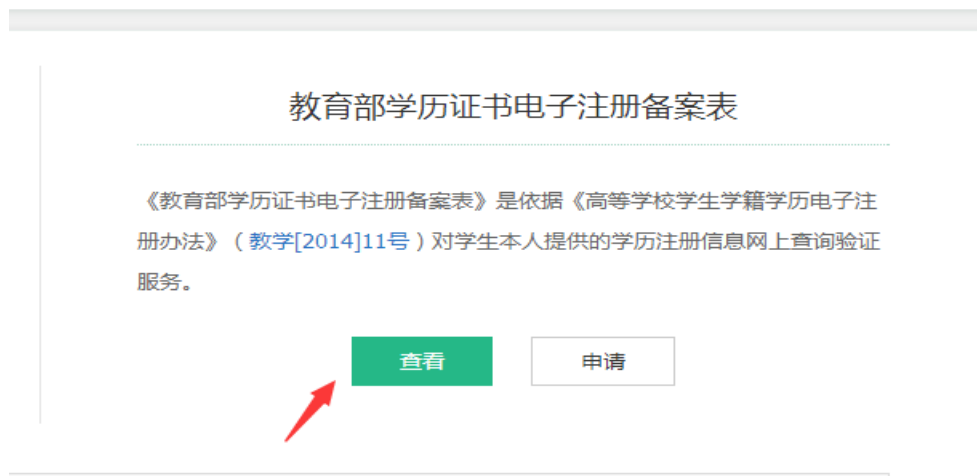 教育部学历证书电子注册备案表
《教育部学历证书电子注册备案表》是依据《高等学校学生学籍学历电子注
册办法》（教学[2014]11号）对学生本人提供的学历注册信息网上查询验证
服务。
查看 申请